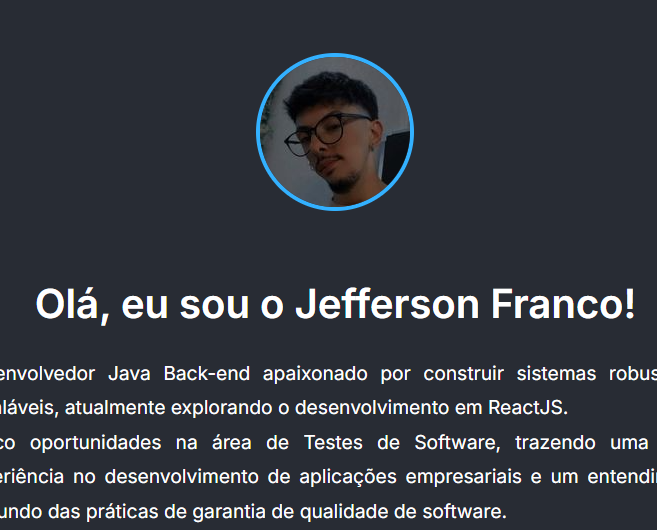 Olá, eu sou o Jefferson Franco!
envolvedor Java Back-end apaixonado por construir sistemas robus
láveis, atualmente explorando o desenvolvimento em ReactJS.
co oportunidades na área de Testes de Software, trazendo uma
eriência no desenvolvimento de aplicações empresariais e um entendi
undo das práticas de garantia de qualidade de software.